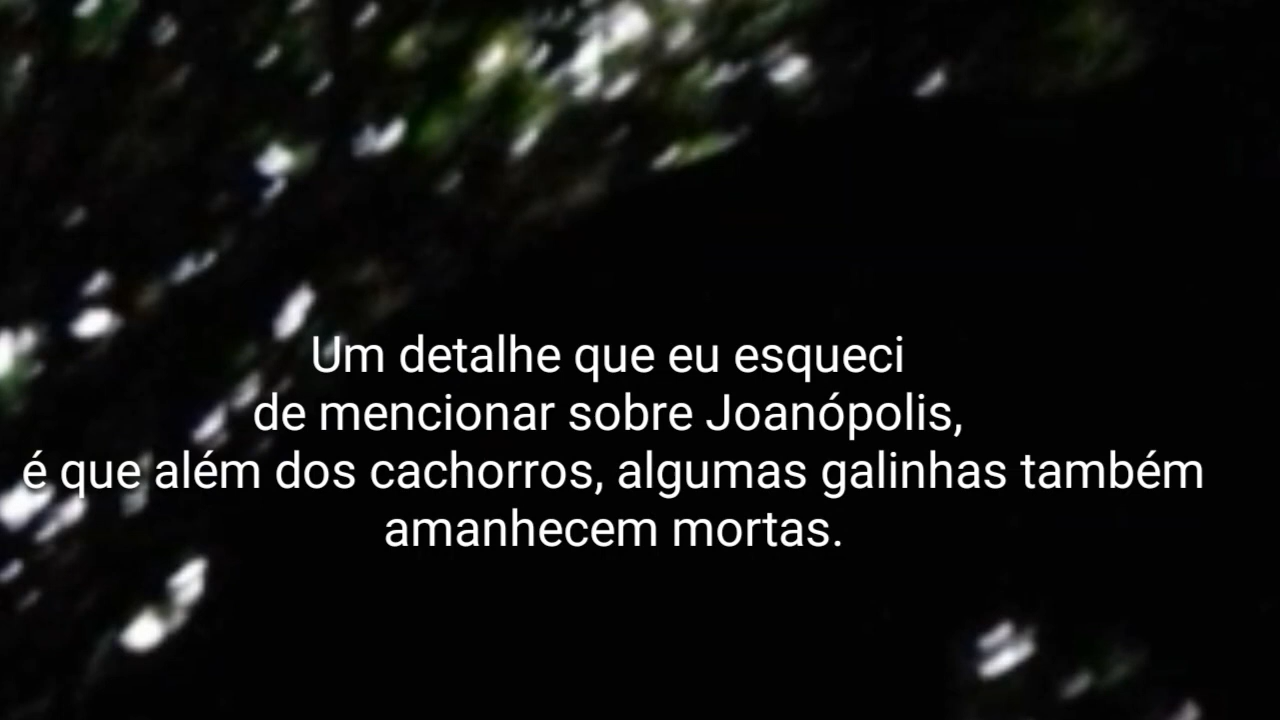 Um detalhe que eu esqueci
de mencionar sobre Joanópolis,
é que além dos cachorros, algumas galinhas também
amanhecem mortas.